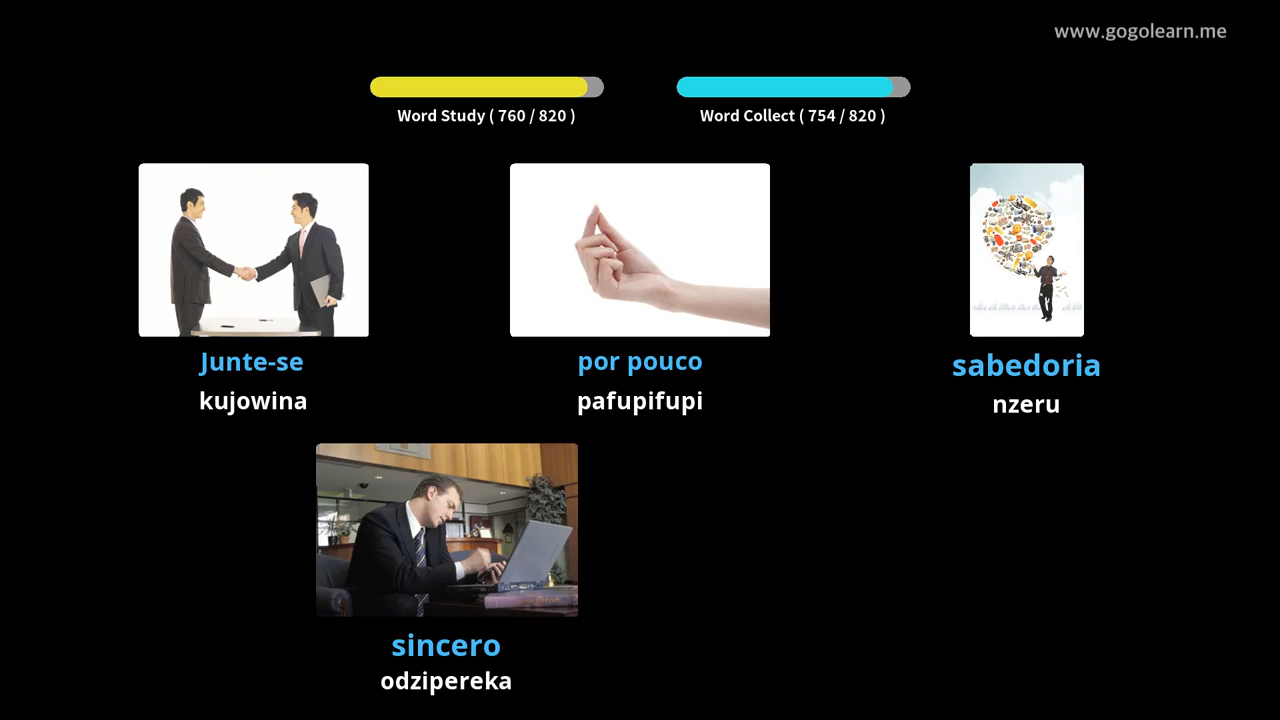 www.gogolearn.me
Word Study ( 760 / 820 )
Word Collect ( 754 / 820 )
Junte-se
kujowina
por pouco
pafupifupi
sabedoria
nzeru
sincero
odzipereka